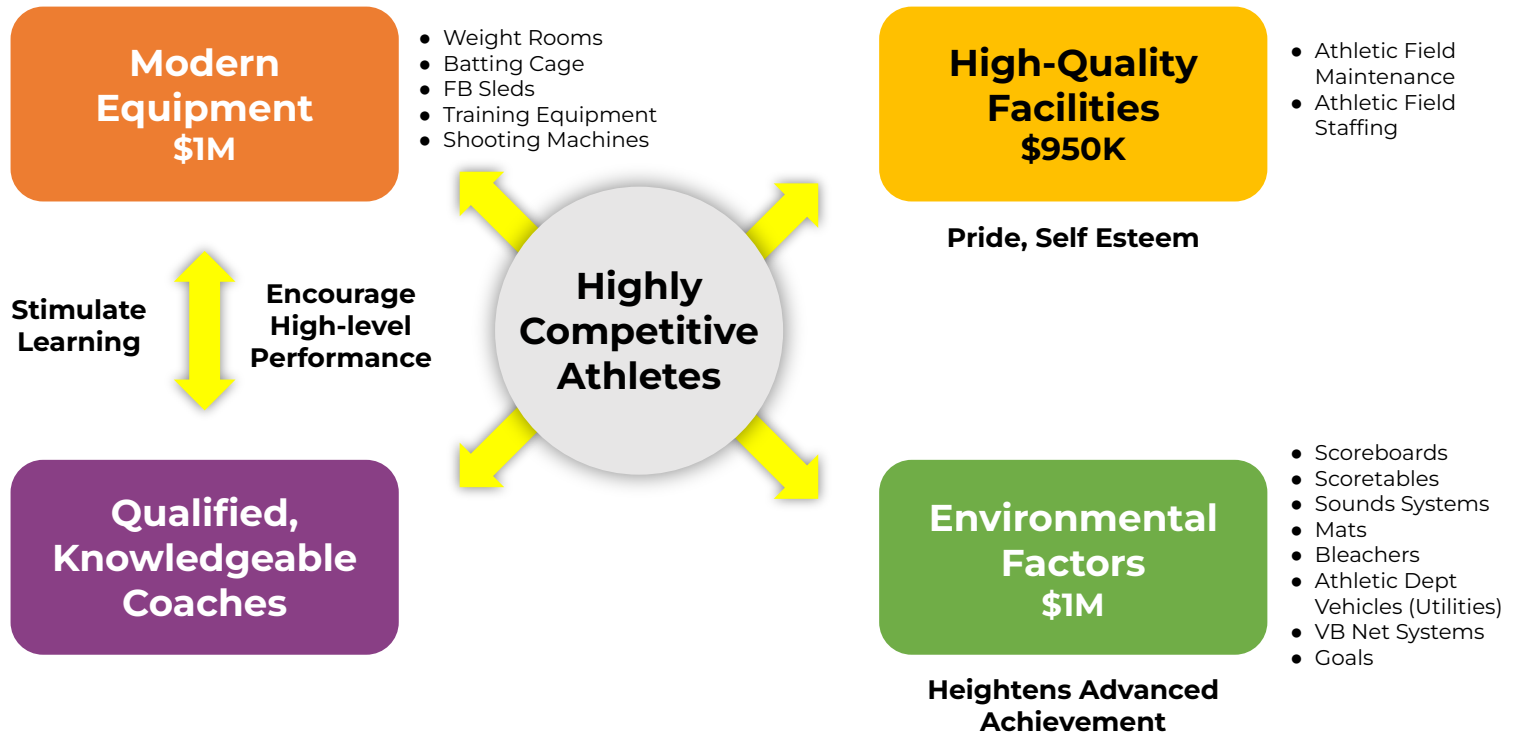 Modern
Equipment
$1M
● Weight Rooms
● Batting Cage
● FB Sleds
● Training Equipment
● Shooting Machines
High-Quality
Facilities
$950K
● Athletic Field
Maintenance
● Athletic Field
Staffing
Pride, Self Esteem
Stimulate
Learning
Encourage
High-level
Performance
Highly
Competitive
Athletes
Qualified,
Knowledgeable
Coaches
Environmental
Factors
$1M
● Scoreboards
● Scoretables
● Sounds Systems
● Mats
● Bleachers
● Athletic Dept
Vehicles (Utilities)
● VB Net Systems
● Goals
Heightens Advanced
Achievement